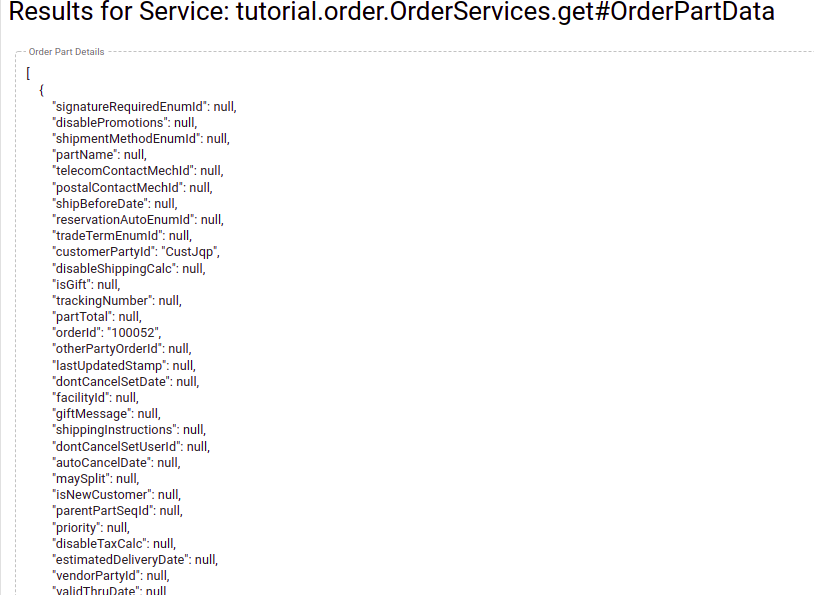 Results for Service: tutorial.order.OrderServices.get#OrderPartData
Order Part Details
[
{
"signatureRequiredEnumId": null,
"disablePromotions": null,
"shipmentMethodEnumId": null,
"partName": null,
"telecomContactMechId": null,
"postalContactMechId": null,
"shipBeforeDate": null,
"reservationAutoEnumId": null,
"tradeTermEnumId": null,
"customerPartyId": "CustJqp",
"disableShippingCalc": null,
"isGift": null,
"trackingNumber": null,
"partTotal": null,
"orderId": "100052",
"otherPartyOrderId": null,
"lastUpdatedStamp": null,
"dontCancelSetDate": null,
"facilityId": null,
"giftMessage": null,
"shippingInstructions": null,
"dontCancelSetUserId": null,
"autoCancelDate": null,
"maySplit": null,
"isNewCustomer": null,
"parentPartSeqId": null,
"priority": null,
"disableTaxCalc": null,
"estimatedDeliveryDate": null,
"vendorPartyId": null,
"validThruDate": null